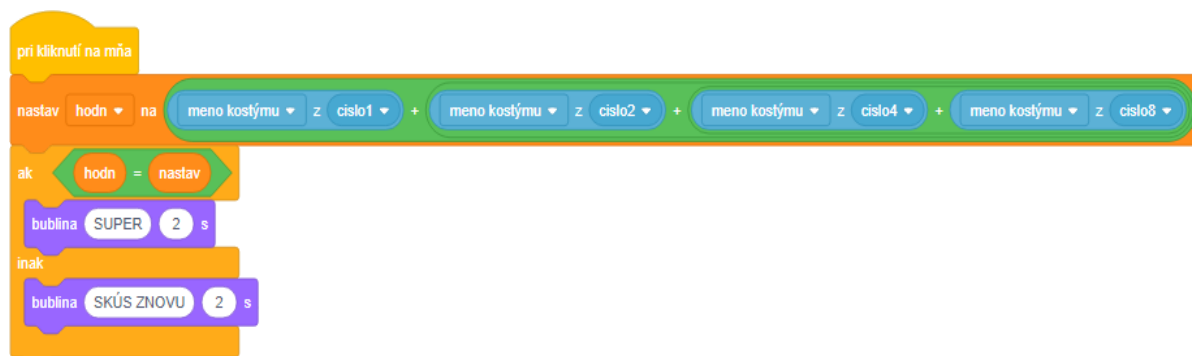 pri kliknutí na mňa
nastav hodn na meno kostýmu z cislo1 + meno kostýmu z cislo2 + meno kostýmu z cislo4 + meno kostýmu z cislo8
ak hodn = nastav
bublina SUPER 2 s
inak
bublina SKÚS ZNOVU 2 s